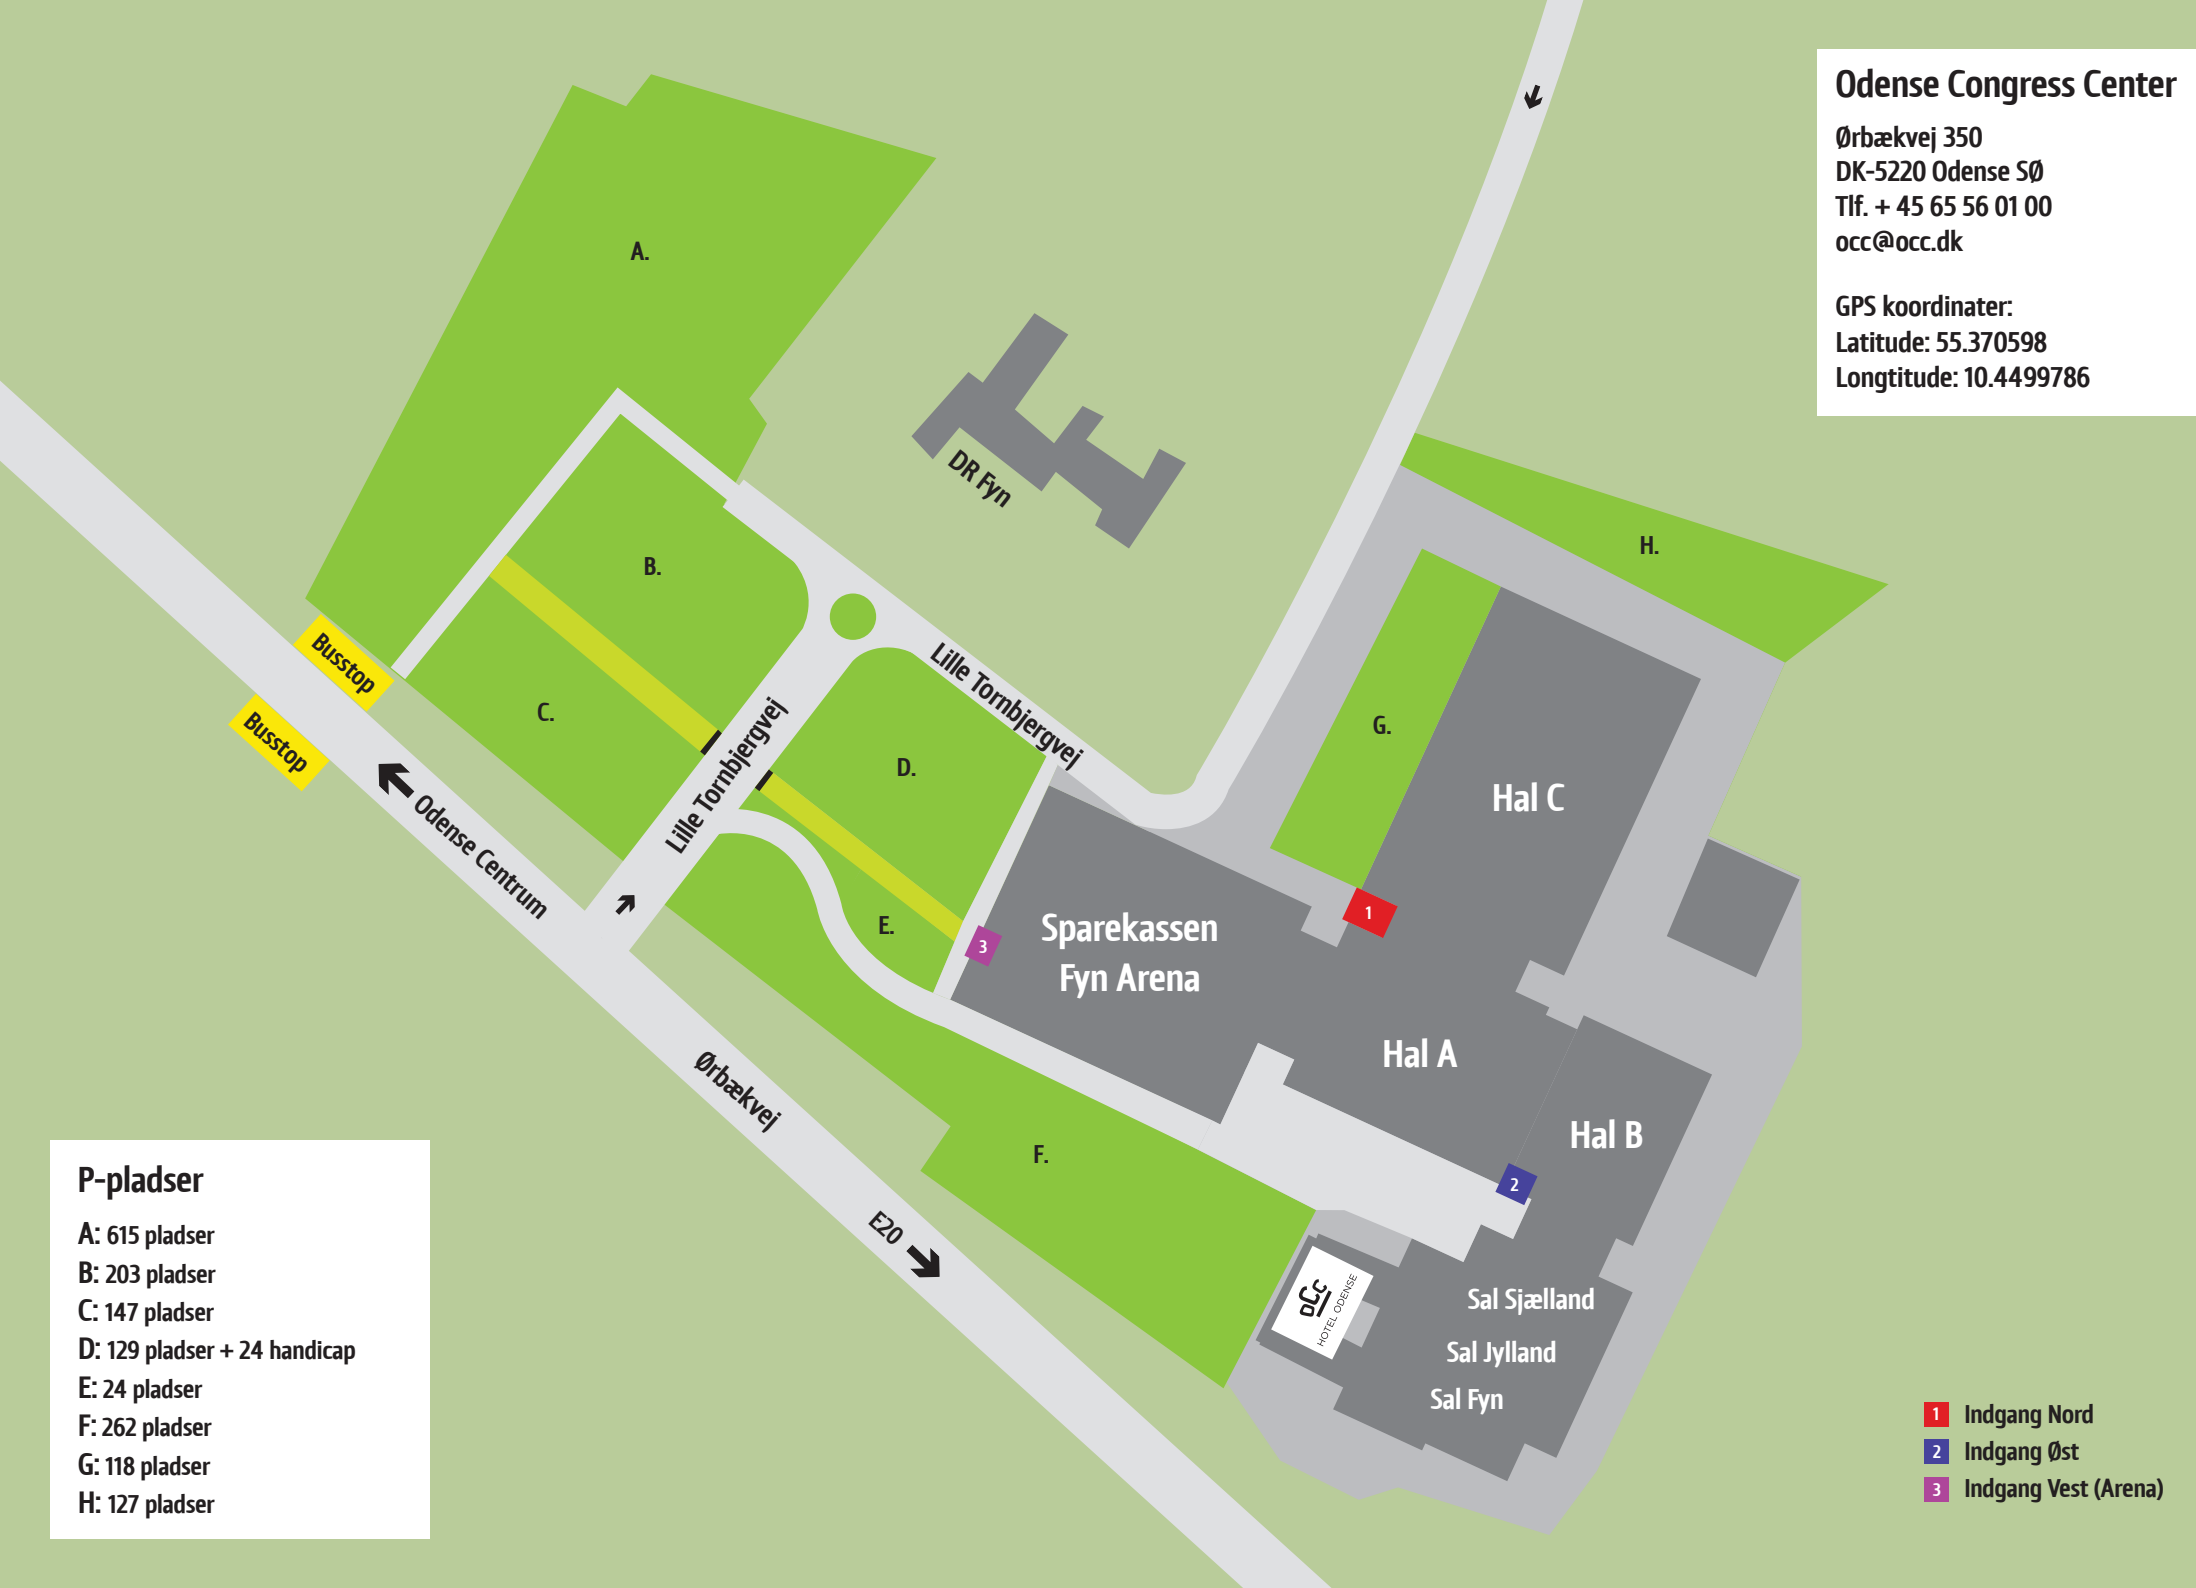 Odense Congress Center
Ørbækvej 350
DK-5220 Odense SØ
Tlf. + 45 65 56 01 00
occ@occ.dk
GPS koordinater:
Latitude: 55.370598
Longtitude: 10.4499786
A.
DR Fyn
H.
B.
Busstop
Busstop
C.
Lille Tornbjergvej
Lille Tornbjergvej
D.
G.
Hal C
Odense Centrum
E.
3
Sparekassen
Fyn Arena
1
Hal A
Hal B
Ørbækvej
F.
2
E20
occ
HOTEL ODENSE
Sal Sjælland
Sal Jylland
Sal Fyn
P-pladser
A: 615 pladser
B: 203 pladser
C: 147 pladser
D: 129 pladser + 24 handicap
E: 24 pladser
F: 262 pladser
G: 118 pladser
H: 127 pladser
1 Indgang Nord
2 Indgang Øst
3 Indgang Vest (Arena)